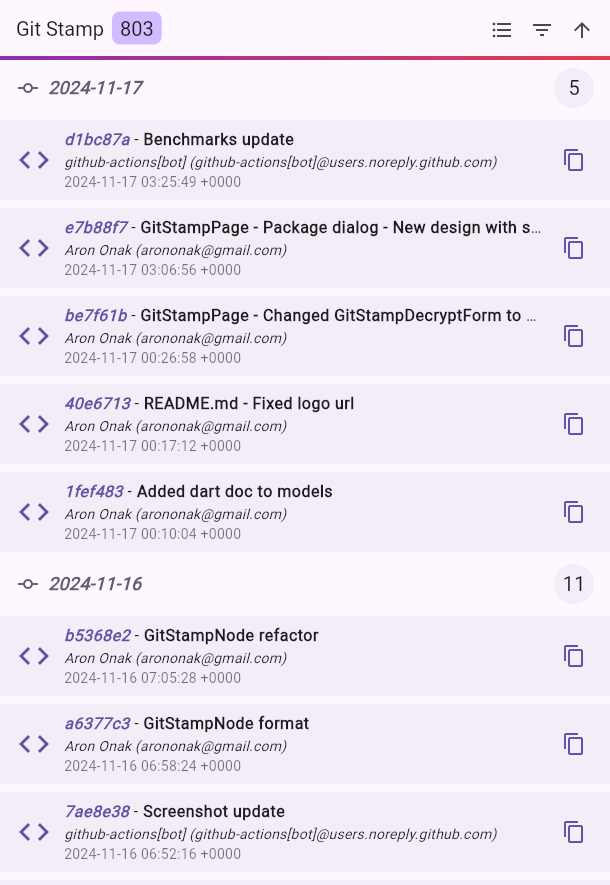 Git Stamp 803
2024-11-17 5
d1bc87a - Benchmarks update
github-actions[bot] (github-actions[bot]@users.noreply.github.com)
2024-11-17 03:25:49 +0000
e7b88f7 - GitStampPage - Package dialog - New design with s...
Aron Onak (arononak@gmail.com)
2024-11-17 03:06:56 +0000
be7f61b - GitStampPage - Changed GitStampDecryptForm to ...
Aron Onak (arononak@gmail.com)
2024-11-17 00:26:58 +0000
40e6713 - README.md - Fixed logo url
Aron Onak (arononak@gmail.com)
2024-11-17 00:17:12 +0000
1fef483 - Added dart doc to models
Aron Onak (arononak@gmail.com)
2024-11-17 00:10:04 +0000
2024-11-16 11
b5368e2 - GitStampNode refactor
Aron Onak (arononak@gmail.com)
2024-11-16 07:05:28 +0000
a6377c3 - GitStampNode format
Aron Onak (arononak@gmail.com)
2024-11-16 06:58:24 +0000
7ae8e38 - Screenshot update
github-actions[bot] (github-actions[bot]@users.noreply.github.com)
2024-11-16 06:52:16 +0000